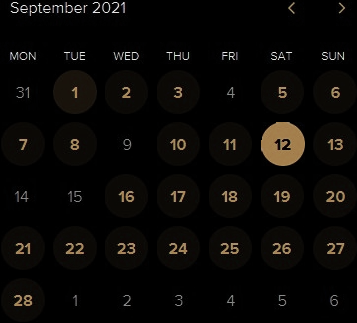 September 2021
MON TUE WED THU FRI SAT SUN
31 1 2 3 4 5 6
7 8 9 10 11 12 13
14 15 16 17 18 19 20
21 22 23 24 25 26 27
28 1 2 3 4 5 6